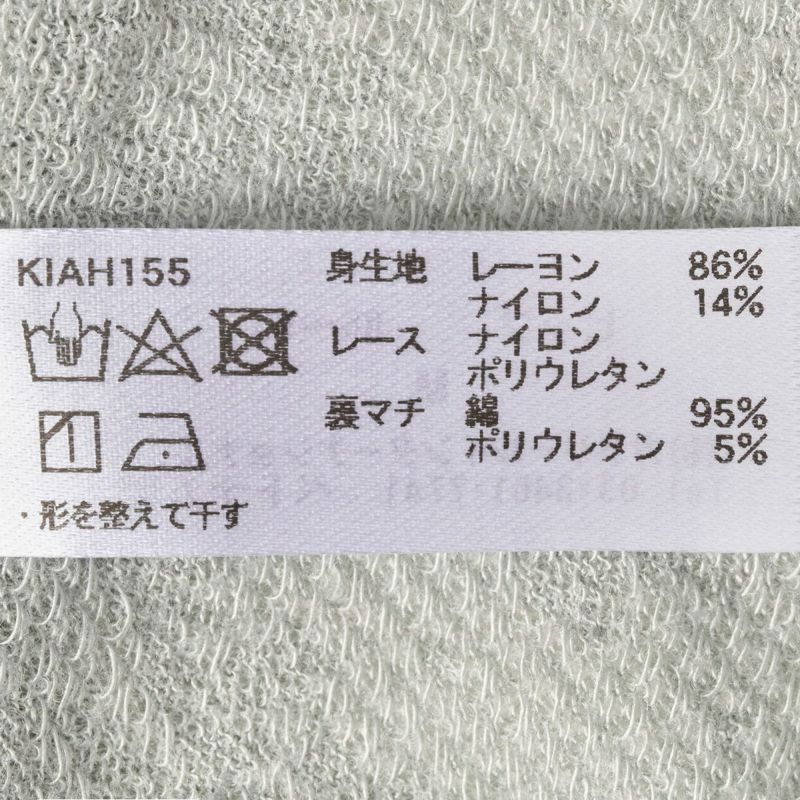 KIAH155
身生地 レーヨン 86%
ナイロン 14%
レース ナイロン
ポリウレタン
裏マチ 綿 95%
ポリウレタン 5%
・形を整えて干す